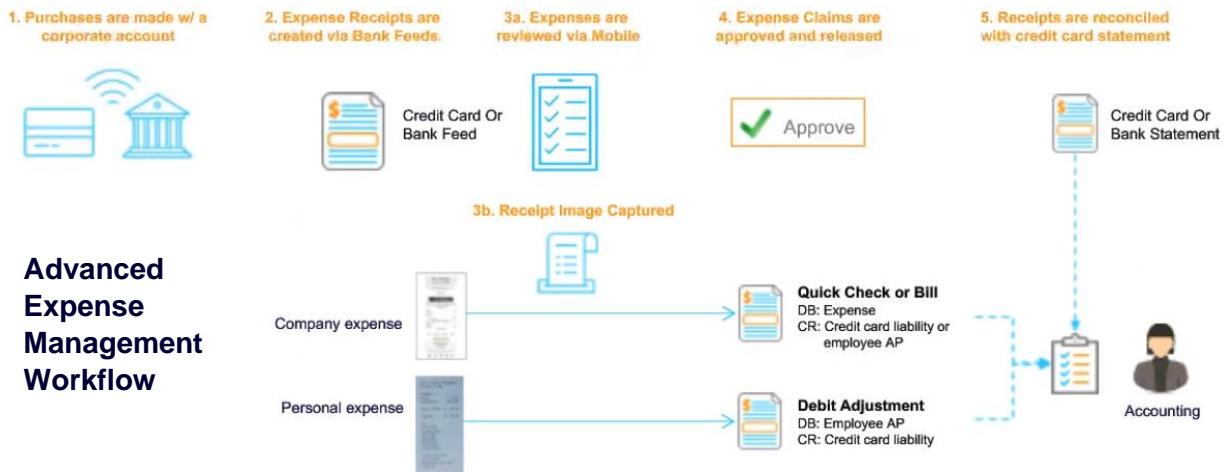 1. Purchases are made w/ a
corporate account
2. Expense Receipts are
created via Bank Feeds.
3a. Expenses are
reviewed via Mobile
4. Expense Claims are
approved and released
5. Receipts are reconciled
with credit card statement
Credit Card Or
Bank Feed
Approve
Credit Card Or
Bank Statement
3b. Receipt Image Captured
Advanced
Expense
Management
Workflow
Company expense
Quick Check or Bill
DB: Expense
CR: Credit card liability or
employee AP
Personal expense
Debit Adjustment
DB: Employee AP
CR: Credit card liability
Accounting